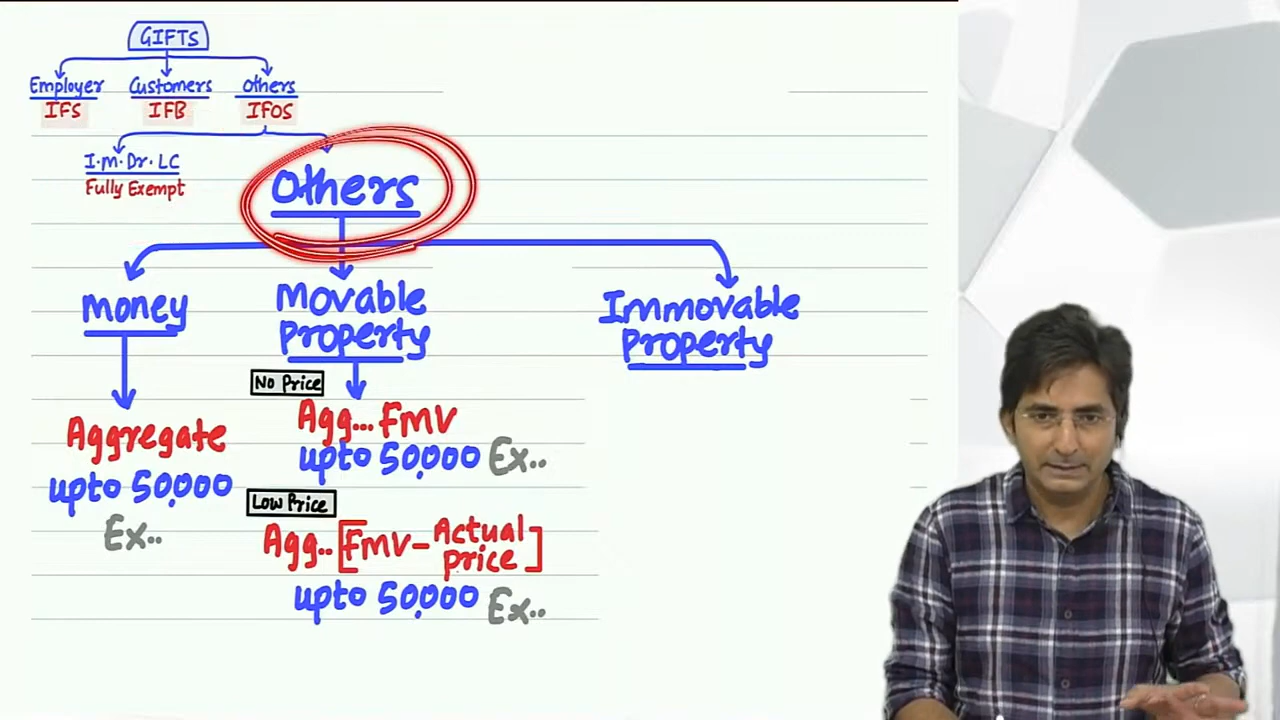 GIFTS
Employer Customers others
IFS IFB IFOS
I.m.Dr.LC
Fully Exempt
Others
Money Movable Immovable
Property Property
No Price
Aggregate Agg... FMV
upto 50,000 upto 50,000 Ex..
Ex..
Low Price
Agg.. [FMV - Actual price]
upto 50,000 Ex..